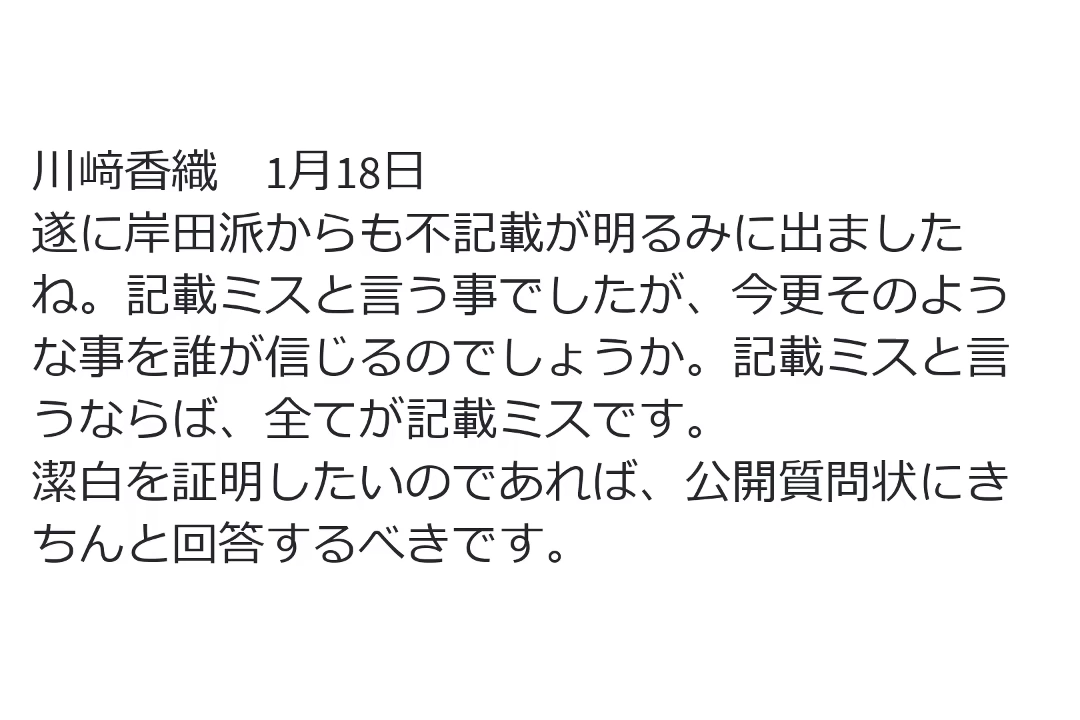 川﨑香織　1月18日
遂に岸田派からも不記載が明るみに出ました
ね。記載ミスと言う事でしたが、今更そのよう
な事を誰が信じるのでしょうか。記載ミスと言
うならば、全てが記載ミスです。
潔白を証明したいのであれば、公開質問状にき
ちんと回答するべきです。